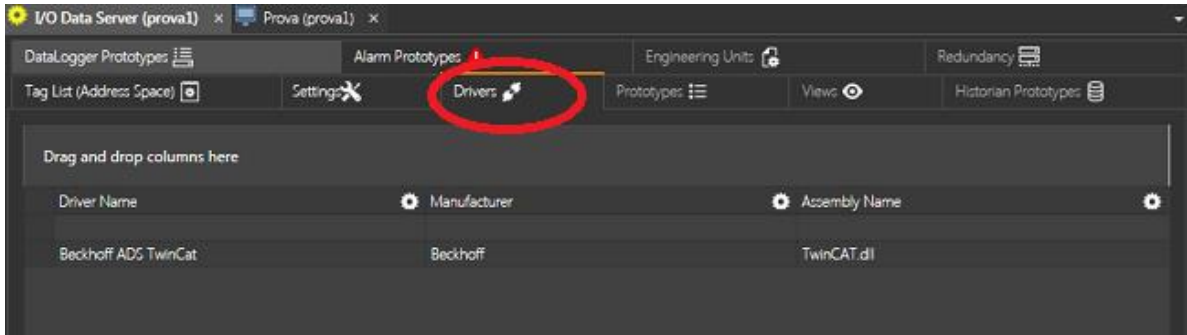 I/O Data Server (prova1) × Prova (prova1) ×
DataLogger Prototypes Alarm Prototypes Engineering Units Redundancy
Tag List (Address Space) Settings Drivers Prototypes Views Historian Prototypes
Drag and drop columns here
Driver Name Manufacturer Assembly Name
Beckhoff ADS TwinCat Beckhoff TwinCAT.dll